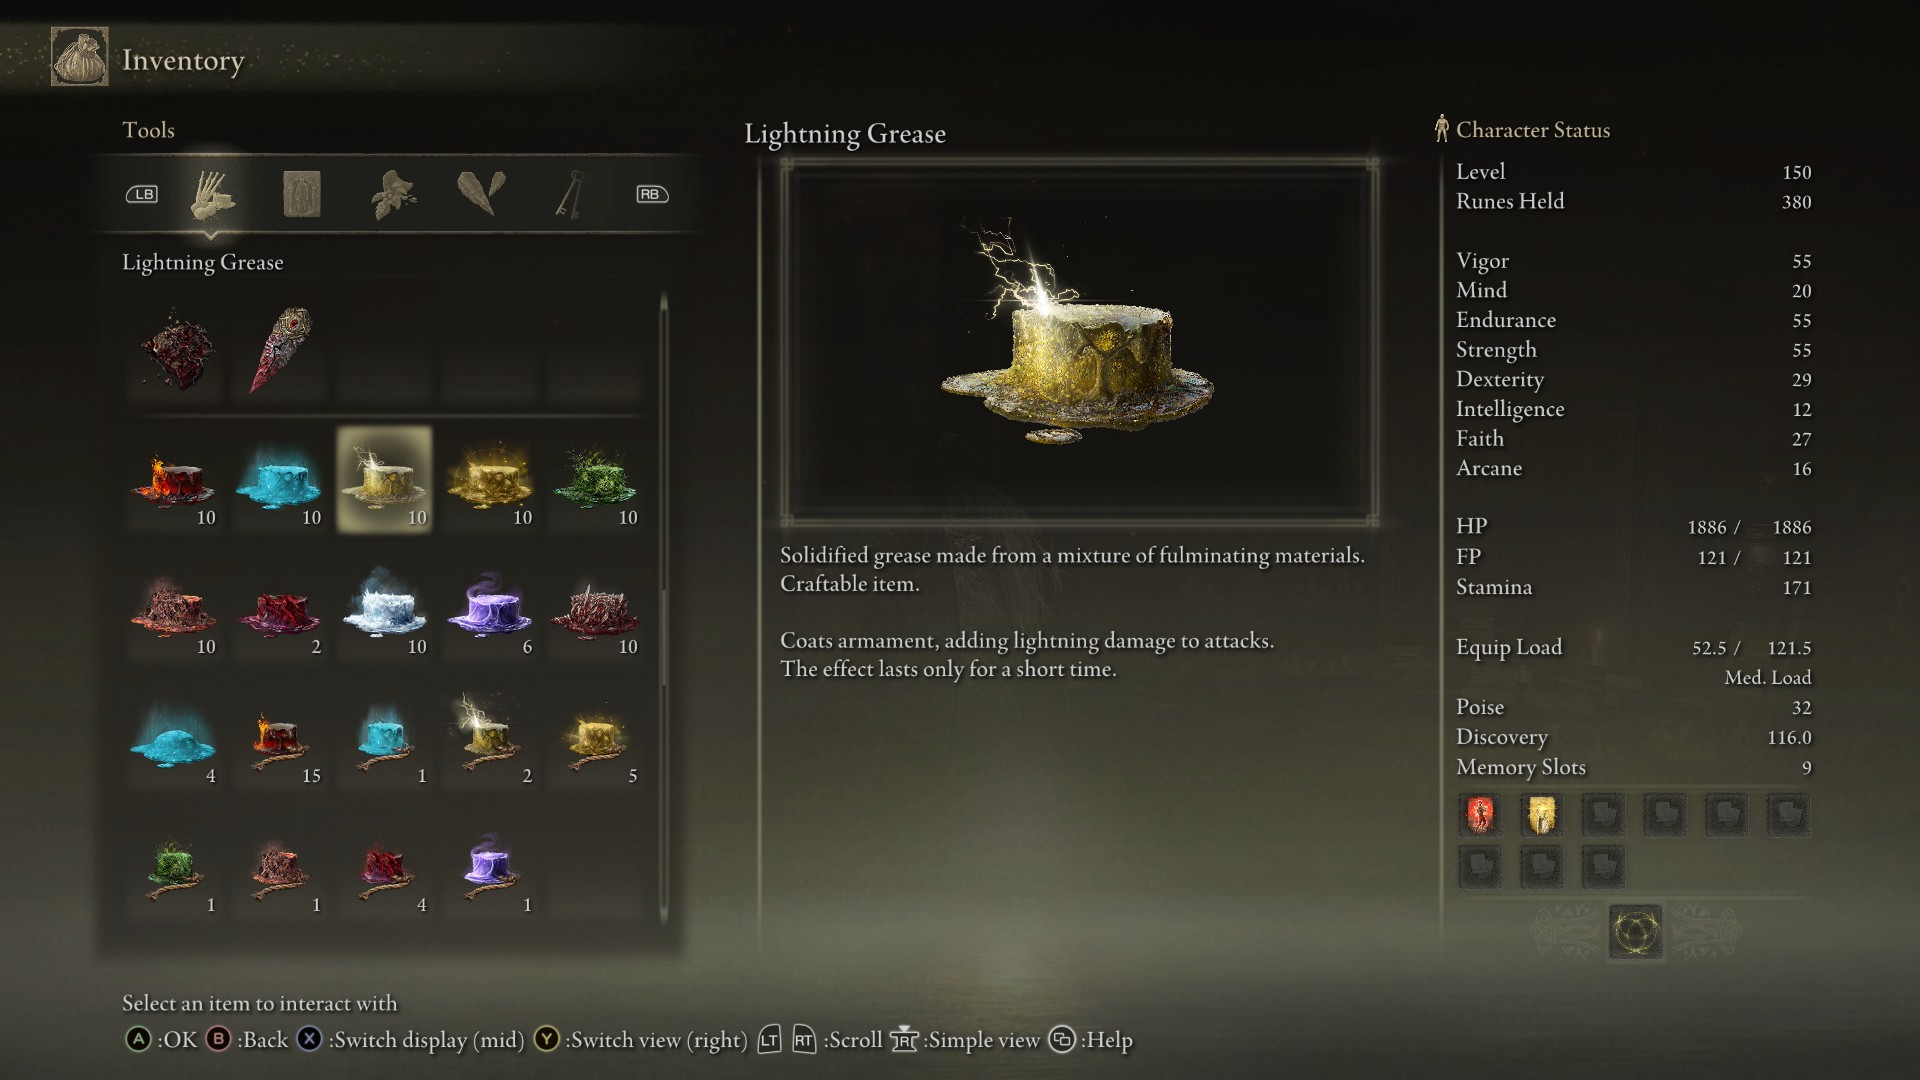 Inventory
Tools
LB
RB
Lightning Grease
10 10 10 10 10
10 2 10 6 10
4 15 1 2 5
1 1 4 1
Lightning Grease
Solidified grease made from a mixture of fulminating materials.
Craftable item.
Coats armament, adding lightning damage to attacks.
The effect lasts only for a short time.
Character Status
Level 150
Runes Held 380
Vigor 55
Mind 20
Endurance 55
Strength 55
Dexterity 29
Intelligence 12
Faith 27
Arcane 16
HP 1886 / 1886
FP 121 / 121
Stamina 171
Equip Load 52.5 / 121.5
Med. Load
Poise 32
Discovery 116.0
Memory Slots 9
Select an item to interact with
A :OK B :Back X :Switch display (mid) Y :Switch view (right) LT RT :Scroll R :Simple view :Help